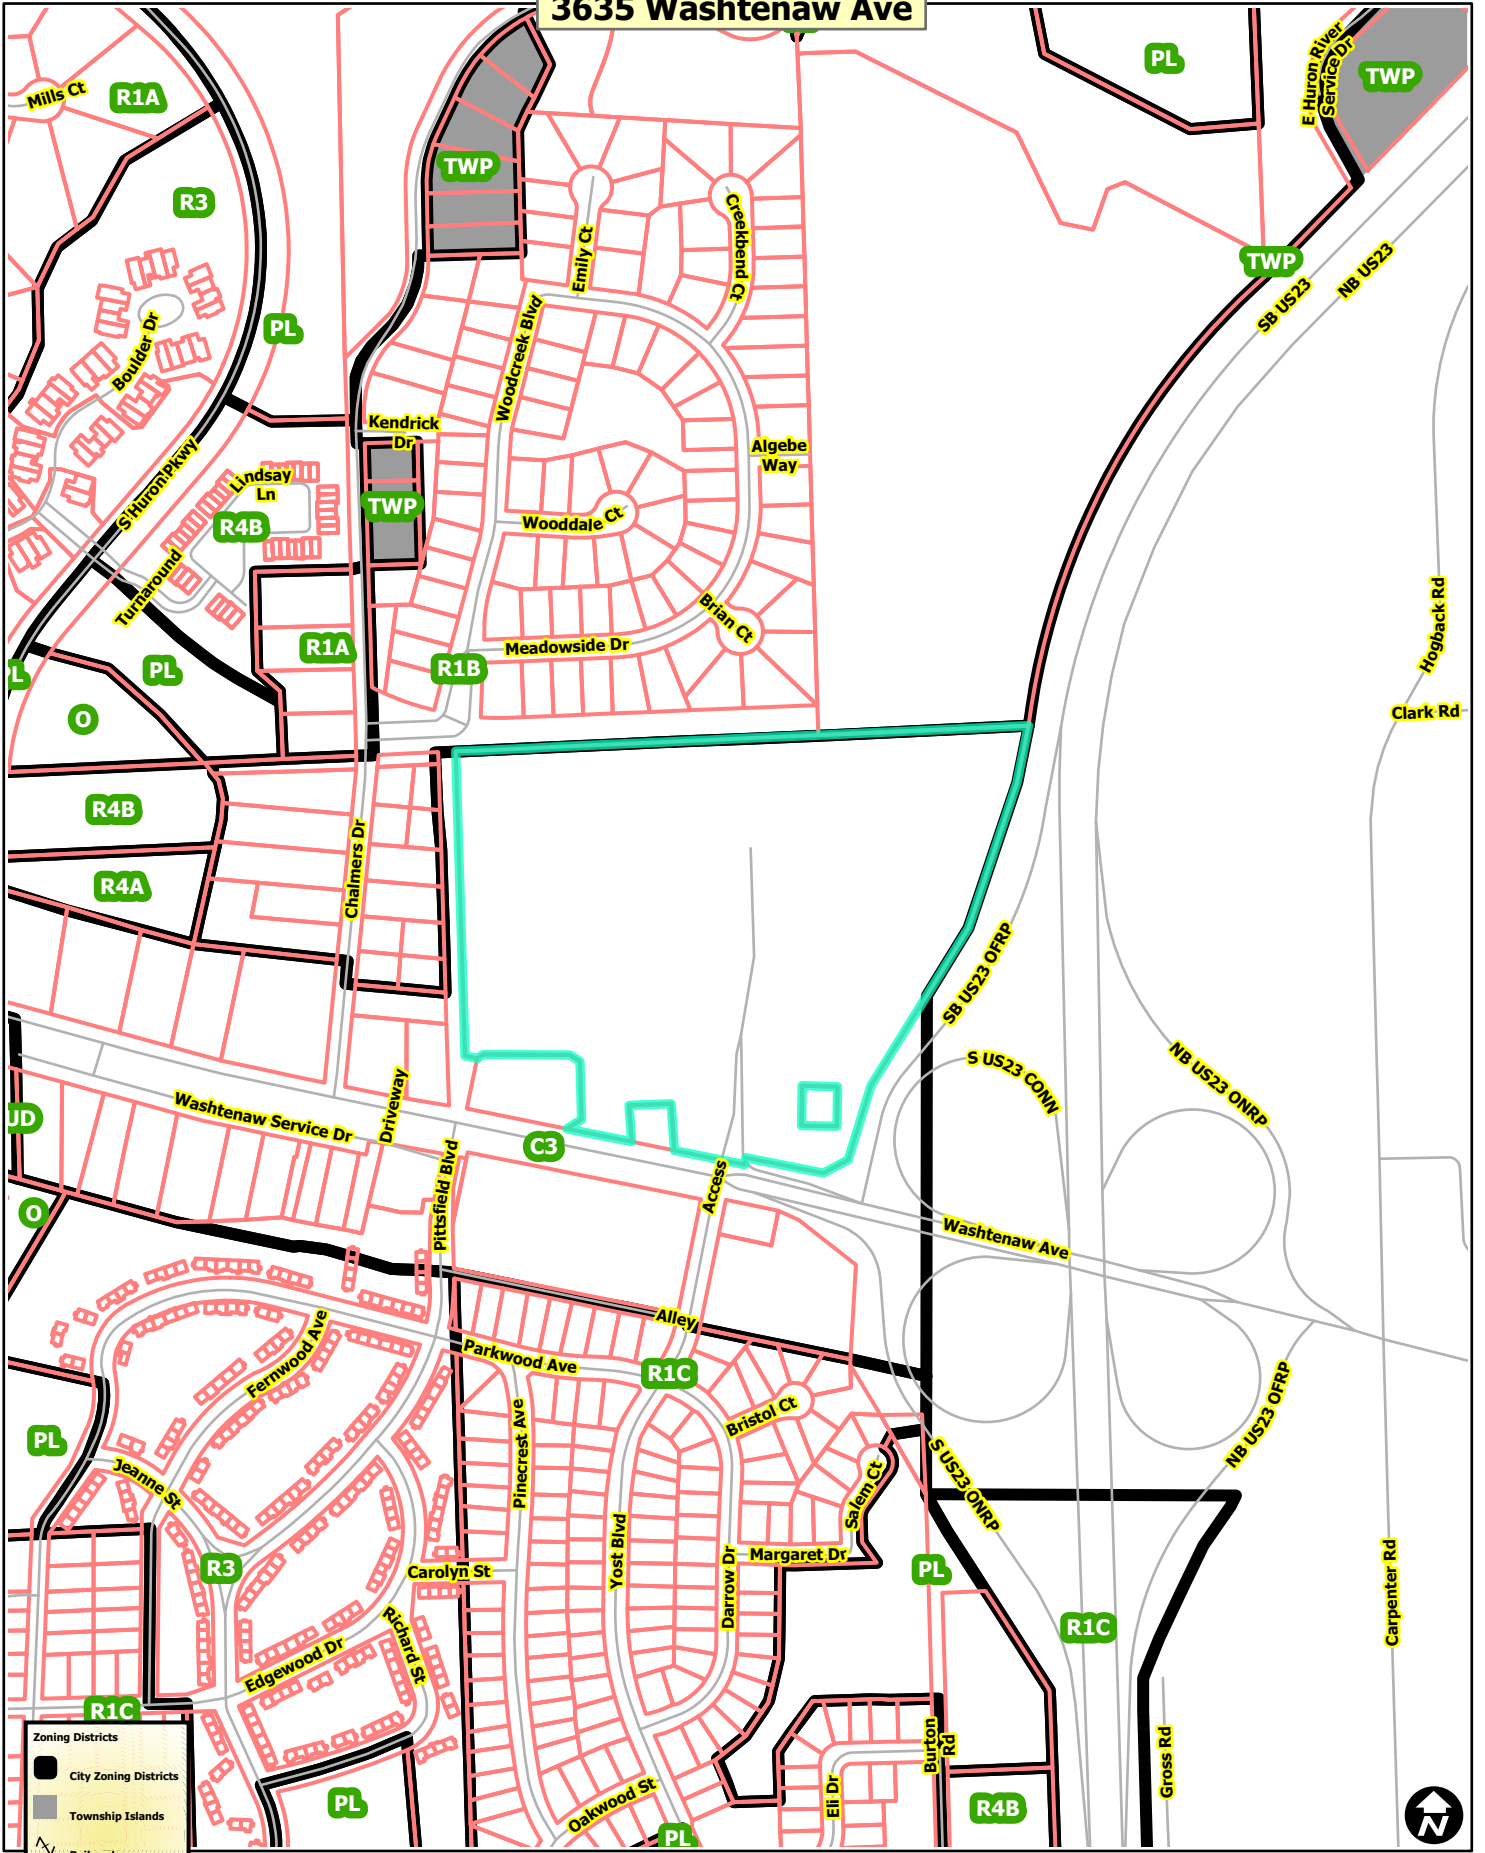 3635 Washtenaw Ave
PL
E Huron River
Service Dr
TWP
Mills Ct
R1A
TWP
R3
Creekbend Ct
Emily Ct
TWP
NB US23
SB US23
PL
Boulder Dr
Woodcreek Blvd
Kendrick
Dr
Algebe
Way
S Huron Pkwy
Lindsay
Ln
TWP
R4B
Wooddale Ct
Turnaround
Brian Ct
Hogback Rd
R1A
Meadowside Dr
R1B
PL
PL
O
Clark Rd
R4B
Chalmers Dr
R4A
SB US23 OFRP
S US23 CONN
NB US23 ONRP
Driveway
UD
Washtenaw Service Dr
C3
Pittsfield Blvd
Access
O
Washtenaw Ave
Alley
Fernwood Ave
Parkwood Ave
R1C
Bristol Ct
NB US23 OFRP
PL
Pinecrest Ave
Jeanne St
S US23 ONRP
Salem Ct
Yost Blvd
Margaret Dr
R3
Carolyn St
Darrow Dr
PL
Carpenter Rd
R1C
Richard St
Edgewood Dr
R1C
Burton
Rd
Gross Rd
Eli Dr
Oakwood St
PL
R4B
PL
Zoning Districts
City Zoning Districts
Township Islands
N